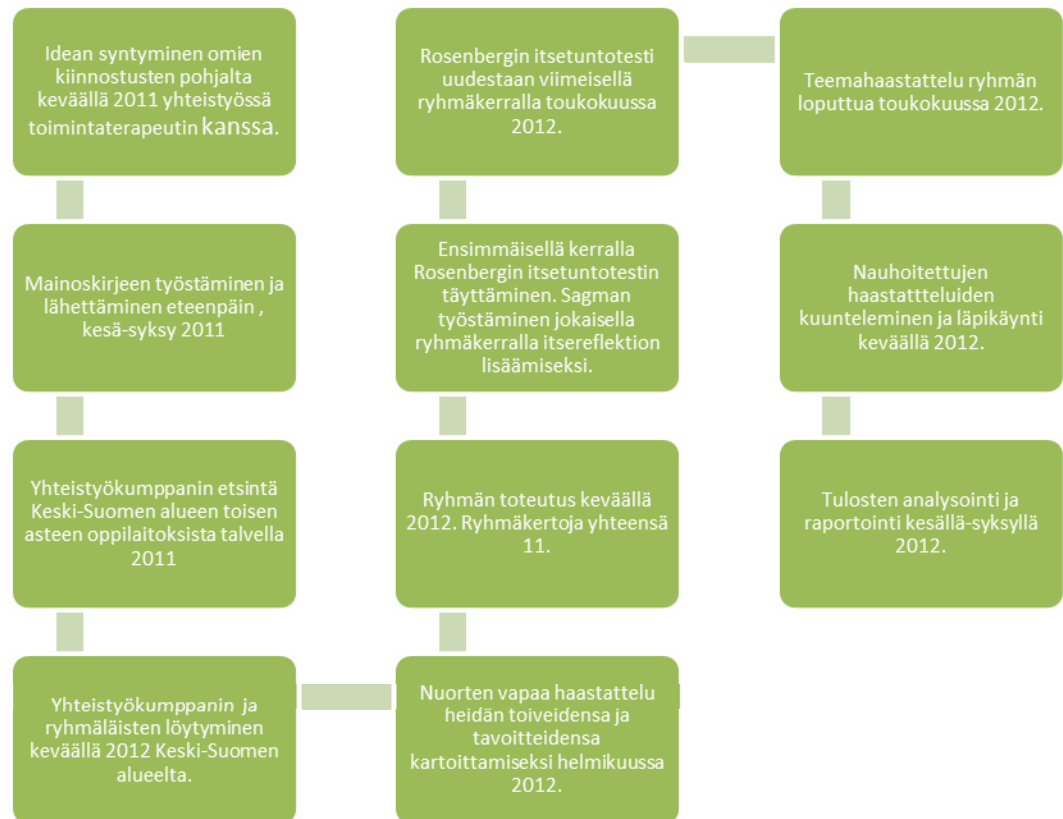 Idean syntyminen omien
kiinnostusten pohjalta
keväällä 2011 yhteistyössä
toimintaterapeutin kanssa.
Mainoskirjeen työstäminen ja
lähettäminen eteenpäin ,
kesä-syksy 2011
Yhteistyökumppanin etsintä
Keski-Suomen alueen toisen
asteen oppilaitoksista talvella
2011
Yhteistyökumppanin ja
ryhmäläisten löytyminen
keväällä 2012 Keski-Suomen
alueelta.
Nuorten vapaa haastattelu
heidän toiveidensa ja
tavoitteidensa
kartoittamiseksi helmikuussa
2012.
Ryhmän toteutus keväällä
2012. Ryhmäkertoja yhteensä
11.
Ensimmäisellä kerralla
Rosenbergin itsetuntotestin
täyttäminen. Sagman
työstäminen jokaisella
ryhmäkerralla itsereflektion
lisäämiseksi.
Rosenbergin itsetuntotesti
uudestaan viimeisellä
ryhmäkerralla toukokuussa
2012.
Teemahaastattelu ryhmän
loputtua toukokuussa 2012.
Nauhoitettujen
haastattteluiden
kuunteleminen ja läpikäynti
keväällä 2012.
Tulosten analysointi ja
raportointi kesällä-syksyllä
2012.